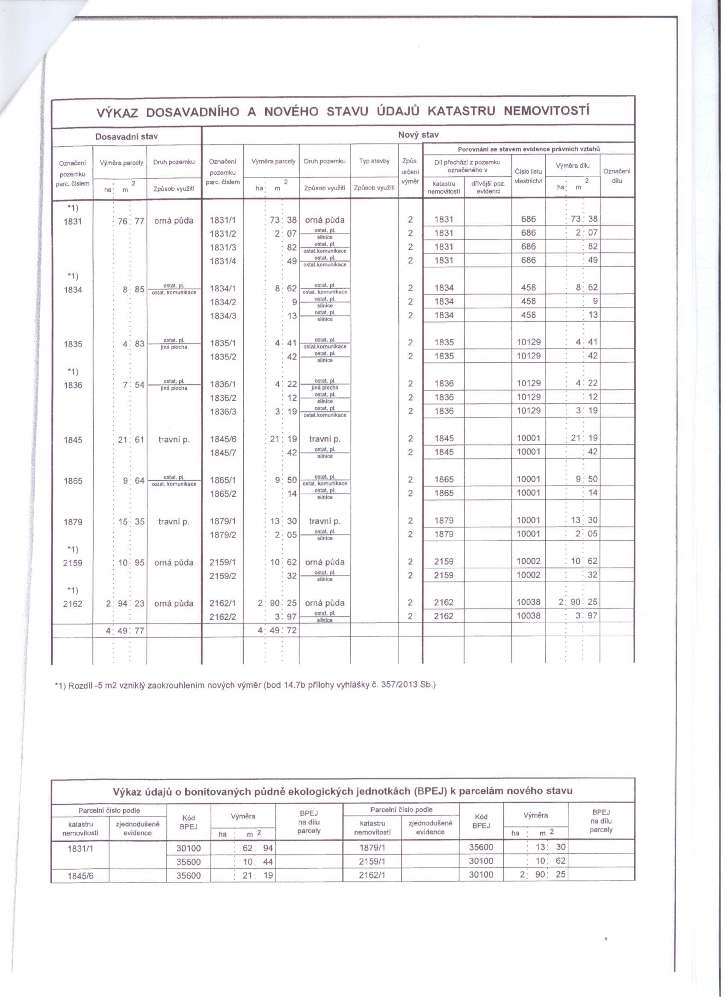 VÝKAZ DOSAVADNÍHO A NOVÉHO STAVU ÚDAJŮ KATASTRU NEMOVITOSTÍ
Dosavadní stav Nový stav
Porovnání se stavem evidence právních vztahů
Označení pozemku parc. číslem Výměra parcely ha m 2 Druh pozemku Způsob využití Označení pozemku parc. číslem Výměra parcely ha m 2 Druh pozemku Způsob využití Typ stavby Způsob využití Způs. určení výměr Díl přechází z pozemku označeného v katastru nemovitostí dřívější poz. evidenci Číslo listu vlastnictví Výměra dílu ha m 2 Označení dílu
*1)
1831 76 77 orná půda 1831/1 73 38 orná půda 2 1831 686 73 38
1831/2 2 07 ostat. pl. silnice 2 1831 686 2 07
1831/3 82 ostat. pl. ostat.komunikace 2 1831 686 82
1831/4 49 ostat. pl. ostat.komunikace 2 1831 686 49
*1)
1834 8 85 ostat. pl. ostat. komunikace 1834/1 8 62 ostat. pl. ostat. komunikace 2 1834 458 8 62
1834/2 9 ostat. pl. silnice 2 1834 458 9
1834/3 13 ostat. pl. silnice 2 1834 458 13
1835 4 83 ostat. pl. jiná plocha 1835/1 4 41 ostat. pl. ostat.komunikace 2 1835 10129 4 41
1835/2 42 ostat. pl. silnice 2 1835 10129 42
*1)
1836 7 54 ostat. pl. jiná plocha 1836/1 4 22 ostat. pl. jiná plocha 2 1836 10129 4 22
1836/2 12 ostat. pl. silnice 2 1836 10129 12
1836/3 3 19 ostat. pl. ostat.komunikace 2 1836 10129 3 19
1845 21 61 travní p. 1845/6 21 19 travní p. 2 1845 10001 21 19
1845/7 42 ostat. pl. silnice 2 1845 10001 42
1865 9 64 ostat. pl. ostat. komunikace 1865/1 9 50 ostat. pl. ostat. komunikace 2 1865 10001 9 50
1865/2 14 ostat. pl. silnice 2 1865 10001 14
1879 15 35 travní p. 1879/1 13 30 travní p. 2 1879 10001 13 30
1879/2 2 05 ostat. pl. silnice 2 1879 10001 2 05
*1)
2159 10 95 orná půda 2159/1 10 62 orná půda 2 2159 10002 10 62
2159/2 32 ostat. pl. silnice 2 2159 10002 32
*1)
2162 2 94 23 orná půda 2162/1 2 90 25 orná půda 2 2162 10038 2 90 25
2162/2 3 97 ostat. pl. silnice 2 2162 10038 3 97
4 49 77 4 49 72
*1) Rozdíl -5 m2 vzniklý zaokrouhlením nových výměr (bod 14.7b přílohy vyhlášky č. 357/2013 Sb.)
Výkaz údajů o bonitovaných půdně ekologických jednotkách (BPEJ) k parcelám nového stavu
Parcelní číslo podle katastru nemovitostí zjednodušené evidence Kód BPEJ Výměra ha m 2 BPEJ na dílu parcely Parcelní číslo podle katastru nemovitostí zjednodušené evidence Kód BPEJ Výměra ha m 2 BPEJ na dílu parcely
1831/1 30100 62 94 1879/1 35600 13 30
35600 10 44 2159/1 30100 10 62
1845/6 35600 21 19 2162/1 30100 2 90 25